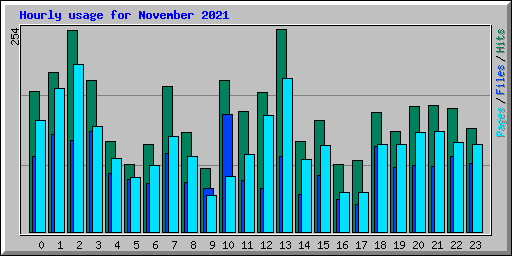 Hourly usage for November 2021
254
Pages/Files/Hits
0 1 2 3 4 5 6 7 8 9 10 11 12 13 14 15 16 17 18 19 20 21 22 23